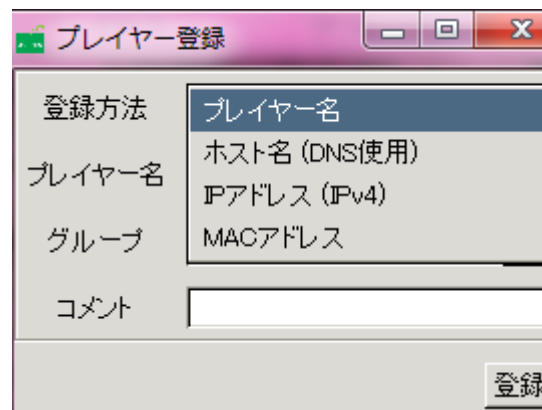 プレイヤー登録
登録方法
プレイヤー名
ホスト名 (DNS使用)
プレイヤー名
IPアドレス (IPv4)
グループ
MACアドレス
コメント
登録